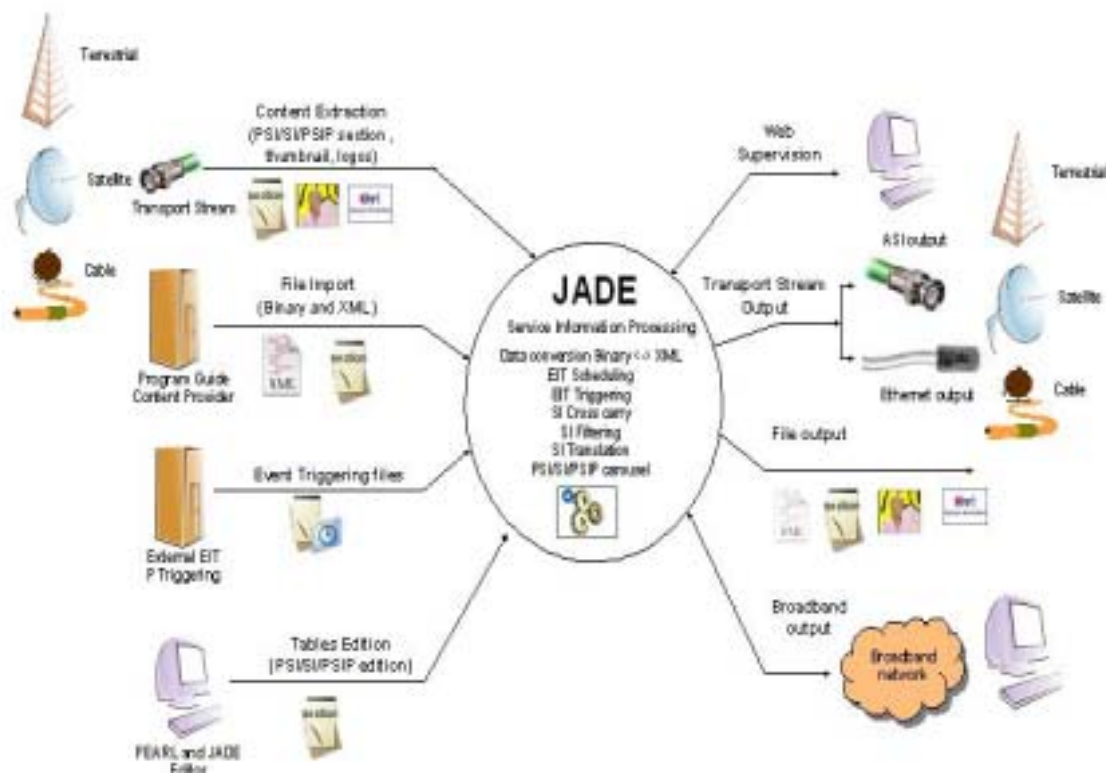 Terrestrial
Content Extraction
(PSI/SI/PSIP section ,
thumbnail, logos)
Satellite
Transport Stream
Cable
File Import
(Binary and XML)
XML
Program Guide
Content Provider
Event Triggering files
External EIT
P Triggering
Tables Edition
(PSI/SI/PSIP edition)
PEARL and JADE
Editor
JADE
Service Information Processing
Data conversion Binary <-> XML
EIT Scheduling
EIT Triggering
SI Cross carry
SI Filtering
SI Translation
PSI/SI/PSIP carousel
Web
Supervision
ASI output
Terrestrial
Transport Stream
Output
Satellite
Ethernet output
Cable
File output
XML
Broadband
output
Broadband
network